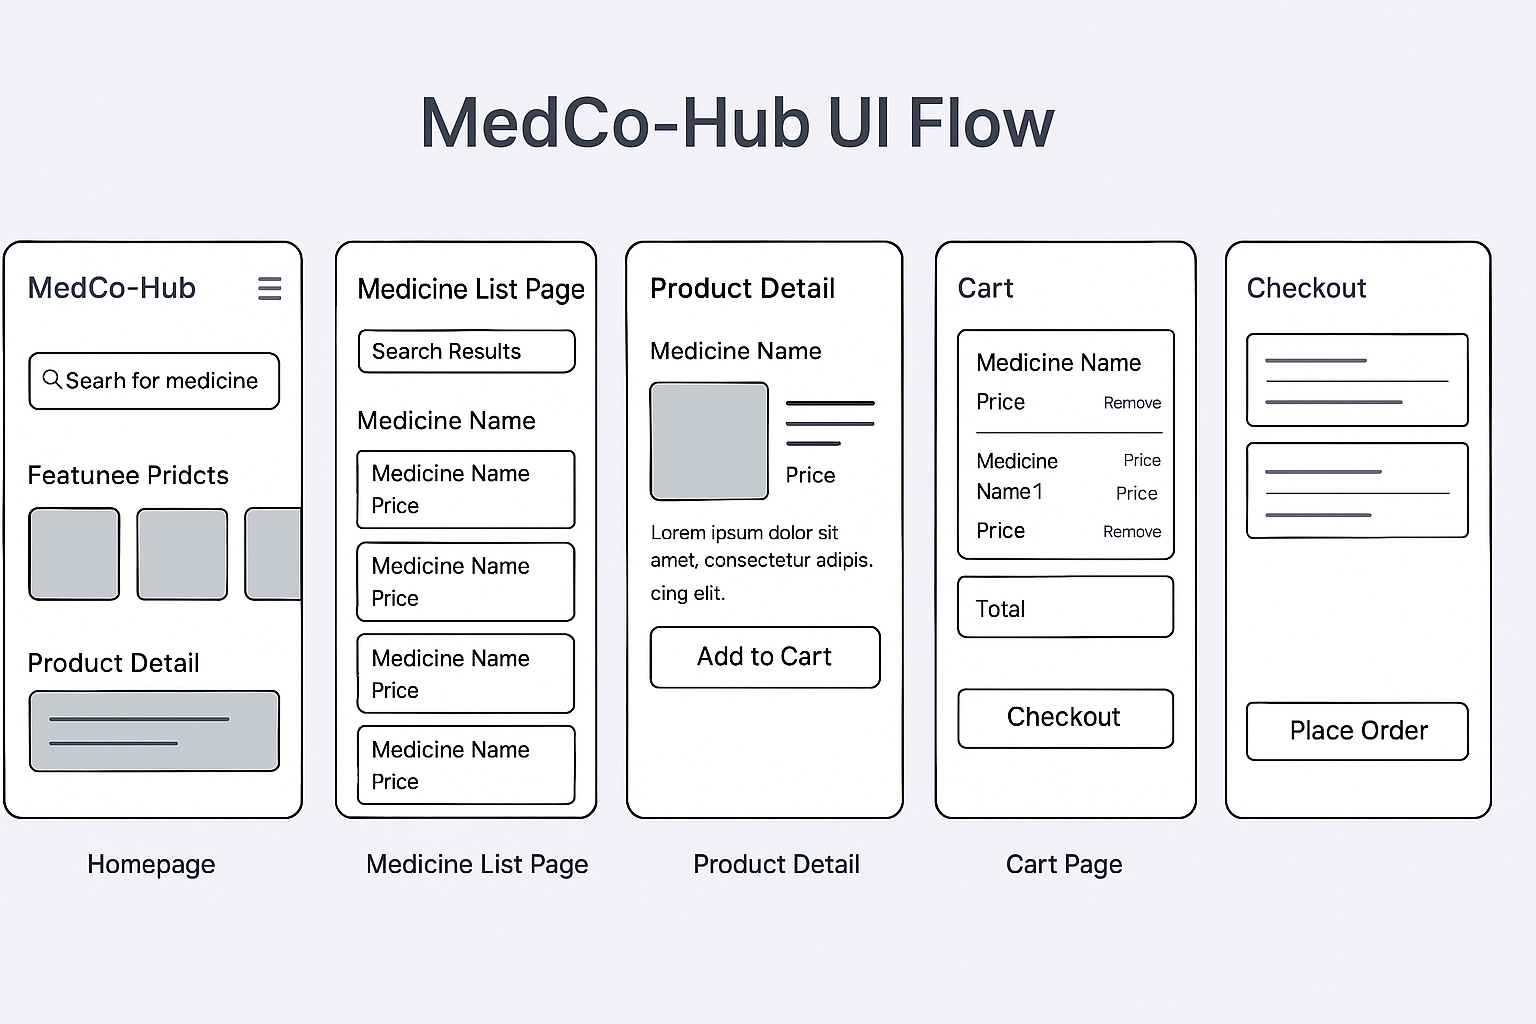 MedCo-Hub UI Flow
MedCo-Hub
Searh for medicine
Featunee Pridcts
Product Detail
Homepage
Medicine List Page
Search Results
Medicine Name
Medicine Name
Price
Medicine Name
Price
Medicine Name
Price
Medicine Name
Price
Medicine List Page
Product Detail
Medicine Name
Price
Lorem ipsum dolor sit
amet, consectetur adipis.
cing elit.
Add to Cart
Product Detail
Cart
Medicine Name
Price Remove
Medicine Price
Name1 Price
Price Remove
Total
Checkout
Cart Page
Checkout
Place Order